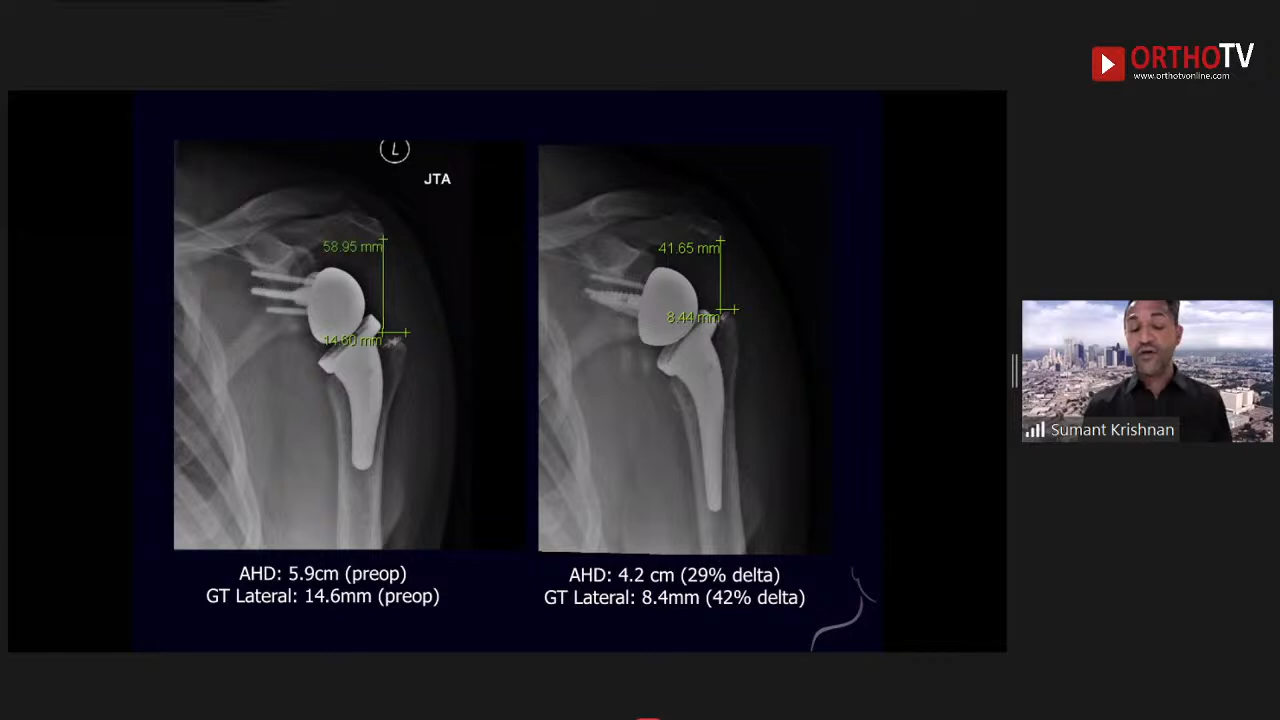 ORTHOTV
www.orthotvonline.com
L
JTA
58.95 mm
14.60 mm
41.65 mm
8.44 mm
AHD: 5.9cm (preop)
GT Lateral: 14.6mm (preop)
AHD: 4.2 cm (29% delta)
GT Lateral: 8.4mm (42% delta)
Sumant Krishnan